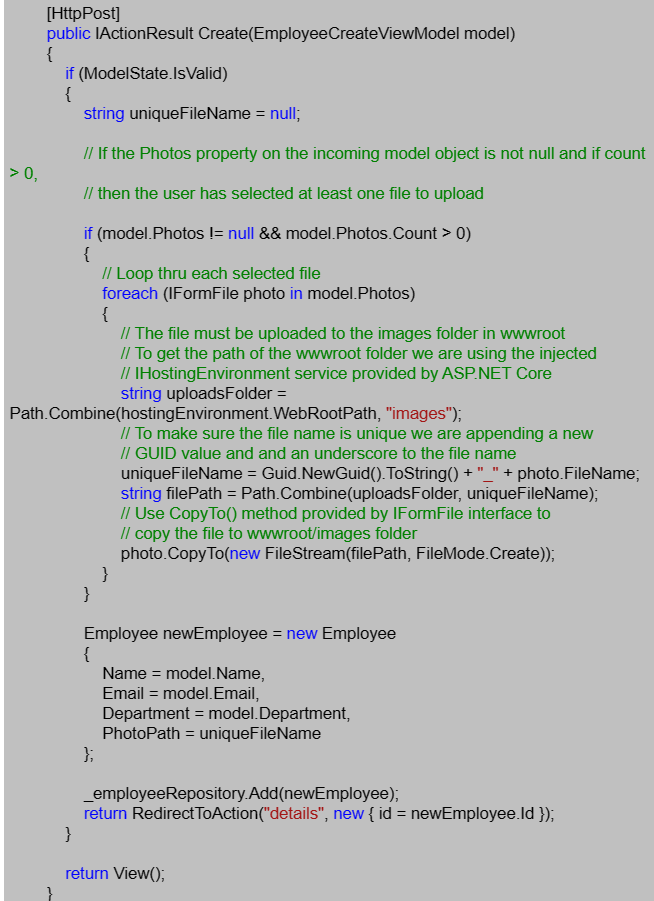 [HttpPost]
public IActionResult Create(EmployeeCreateViewModel model)
{
if (ModelState.IsValid)
{
string uniqueFileName = null;
// If the Photos property on the incoming model object is not null and if count
> 0,
// then the user has selected at least one file to upload
if (model.Photos != null && model.Photos.Count > 0)
{
// Loop thru each selected file
foreach (IFormFile photo in model.Photos)
{
// The file must be uploaded to the images folder in wwwroot
// To get the path of the wwwroot folder we are using the injected
// IHostingEnvironment service provided by ASP.NET Core
string uploadsFolder =
Path.Combine(hostingEnvironment.WebRootPath, "images");
// To make sure the file name is unique we are appending a new
// GUID value and and an underscore to the file name
uniqueFileName = Guid.NewGuid().ToString() + "_" + photo.FileName;
string filePath = Path.Combine(uploadsFolder, uniqueFileName);
// Use CopyTo() method provided by IFormFile interface to
// copy the file to wwwroot/images folder
photo.CopyTo(new FileStream(filePath, FileMode.Create));
}
}
Employee newEmployee = new Employee
{
Name = model.Name,
Email = model.Email,
Department = model.Department,
PhotoPath = uniqueFileName
};
_employeeRepository.Add(newEmployee);
return RedirectToAction("details", new { id = newEmployee.Id });
}
return View();
}